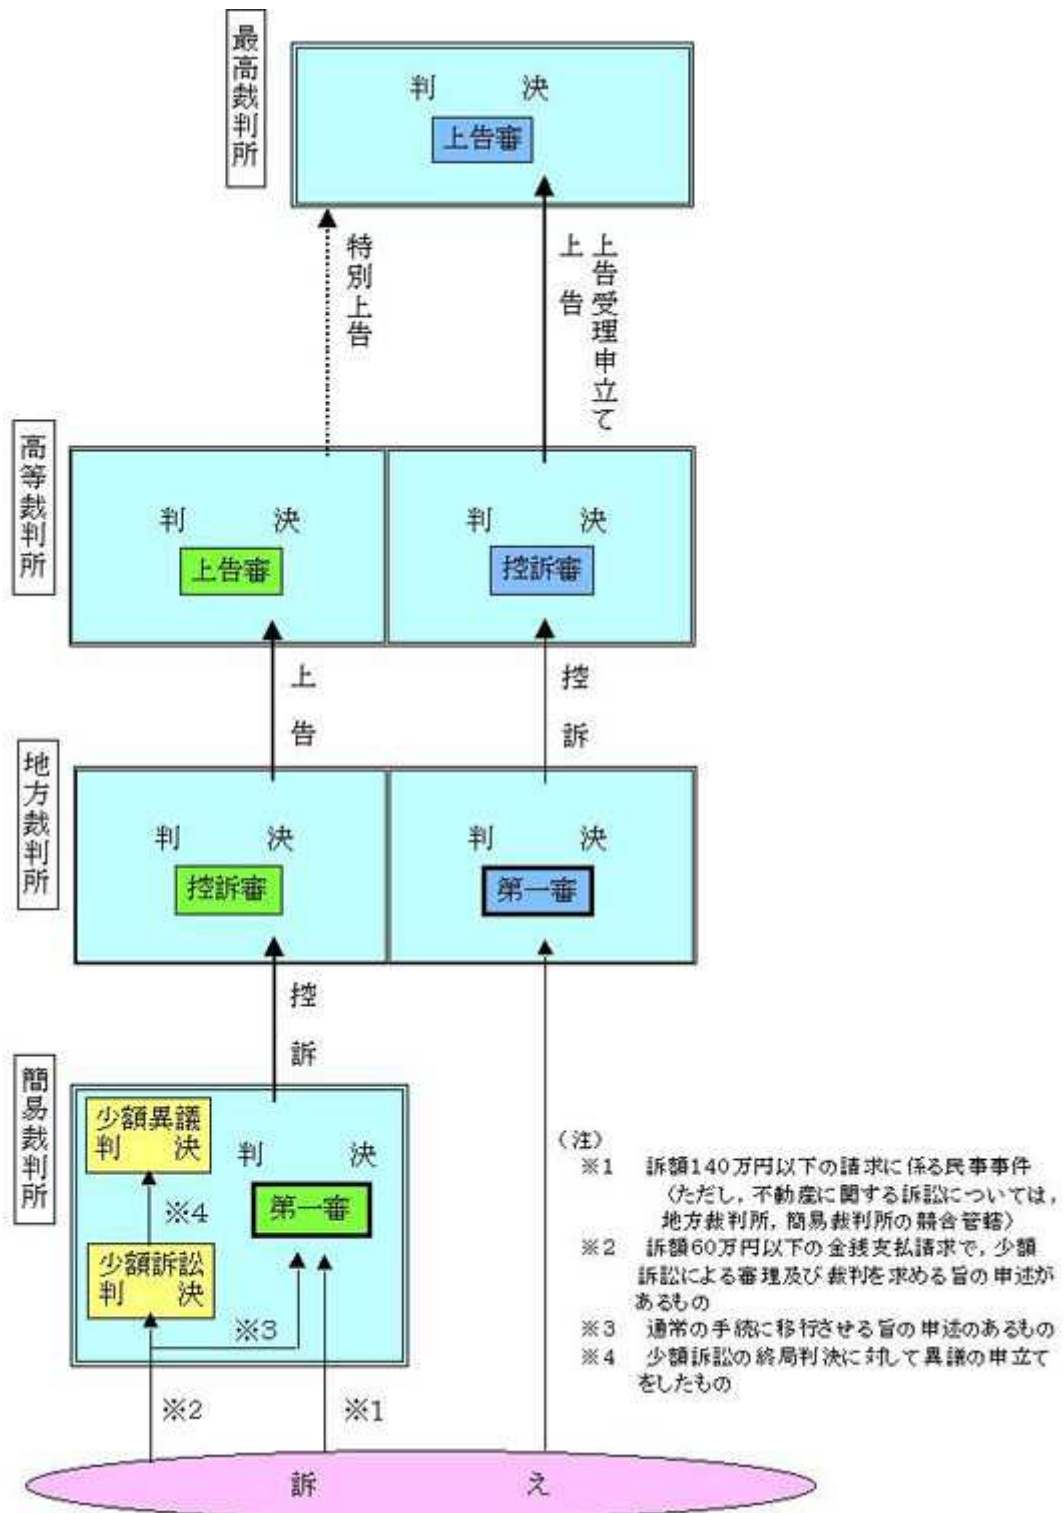 最高裁判所
判 決
上告審
特別上告
上告
上告受理申立て
高等裁判所
判 決
上告審
判 決
控訴審
上告
控訴
地方裁判所
判 決
控訴審
判 決
第一審
控訴
簡易裁判所
少額異議
判 決
※4
少額訴訟
判 決
判 決
第一審
※3
※2
※1
訴 え
(注)
※1 訴額140万円以下の請求に係る民事事件
(ただし,不動産に関する訴訟については,
地方裁判所,簡易裁判所の競合管轄)
※2 訴額60万円以下の金銭支払請求で,少額
訴訟による審理及び裁判を求める旨の申述が
あるもの
※3 通常の手続に移行させる旨の申述のあるもの
※4 少額訴訟の終局判決に対して異議の申立て
をしたもの